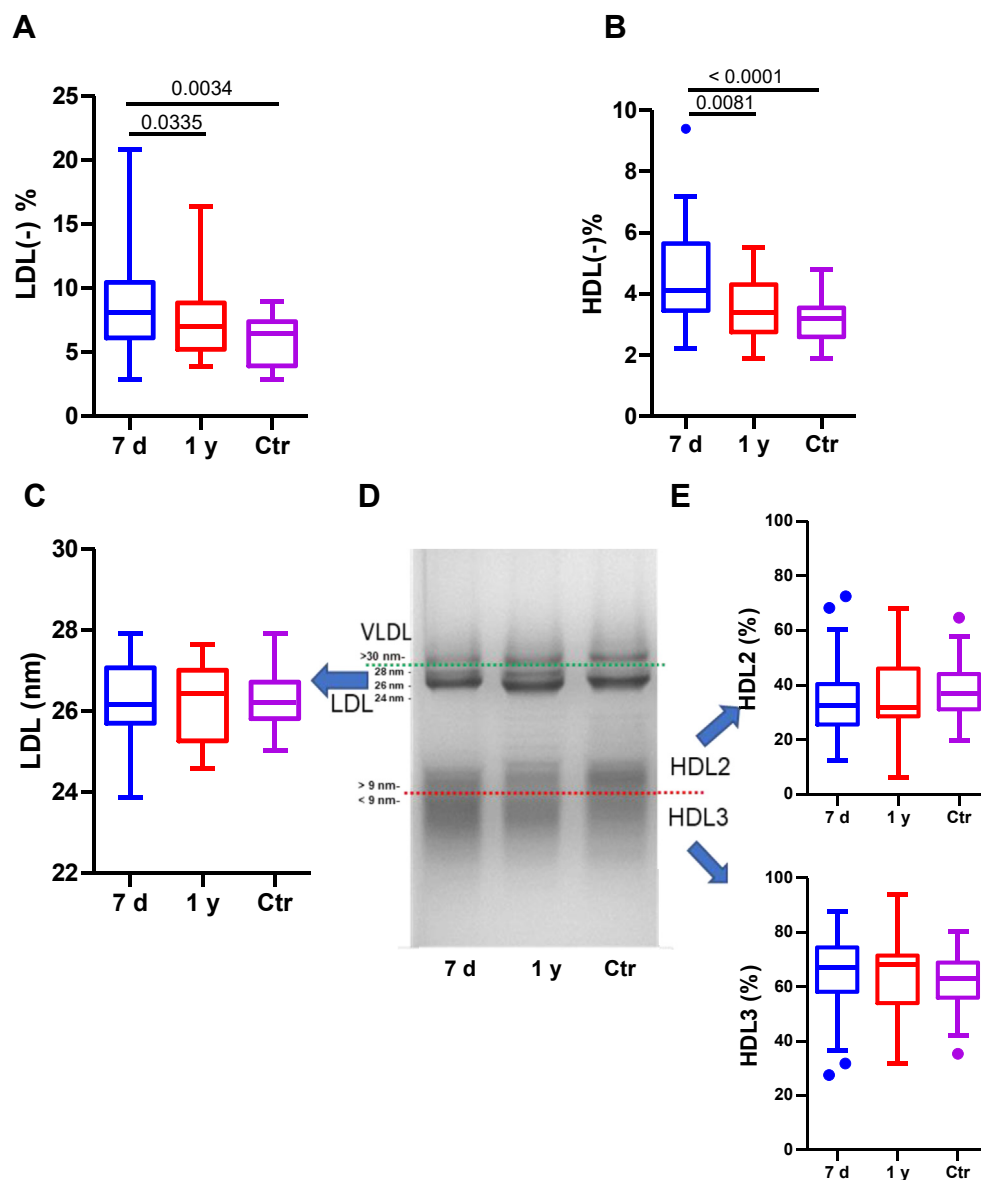 A
0.0034
0.0335
25
20
15
10
5
0
LDL(-) %
7 d 1 y Ctr
B
< 0.0001
0.0081
10
8
6
4
2
0
HDL(-)%
7 d 1 y Ctr
C
30
28
26
24
22
LDL (nm)
7 d 1 y Ctr
D
VLDL
>30 nm-
28 nm -
26 nm -
24 nm -
LDL
> 9 nm-
< 9 nm-
HDL2
HDL3
7 d 1 y Ctr
E
100
80
60
40
20
0
HDL2 (%)
7 d 1 y Ctr
100
80
60
40
20
0
HDL3 (%)
7 d 1 y Ctr